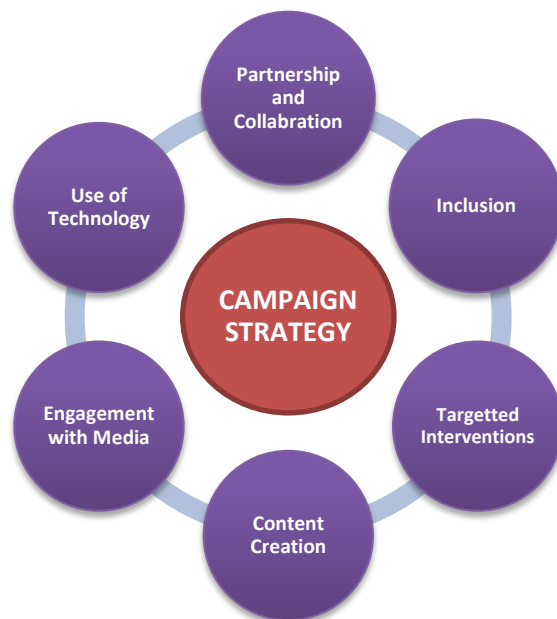 Partnership
and
Collabration
Inclusion
Targetted
Interventions
Content
Creation
Engagement
with Media
Use of
Technology
CAMPAIGN
STRATEGY